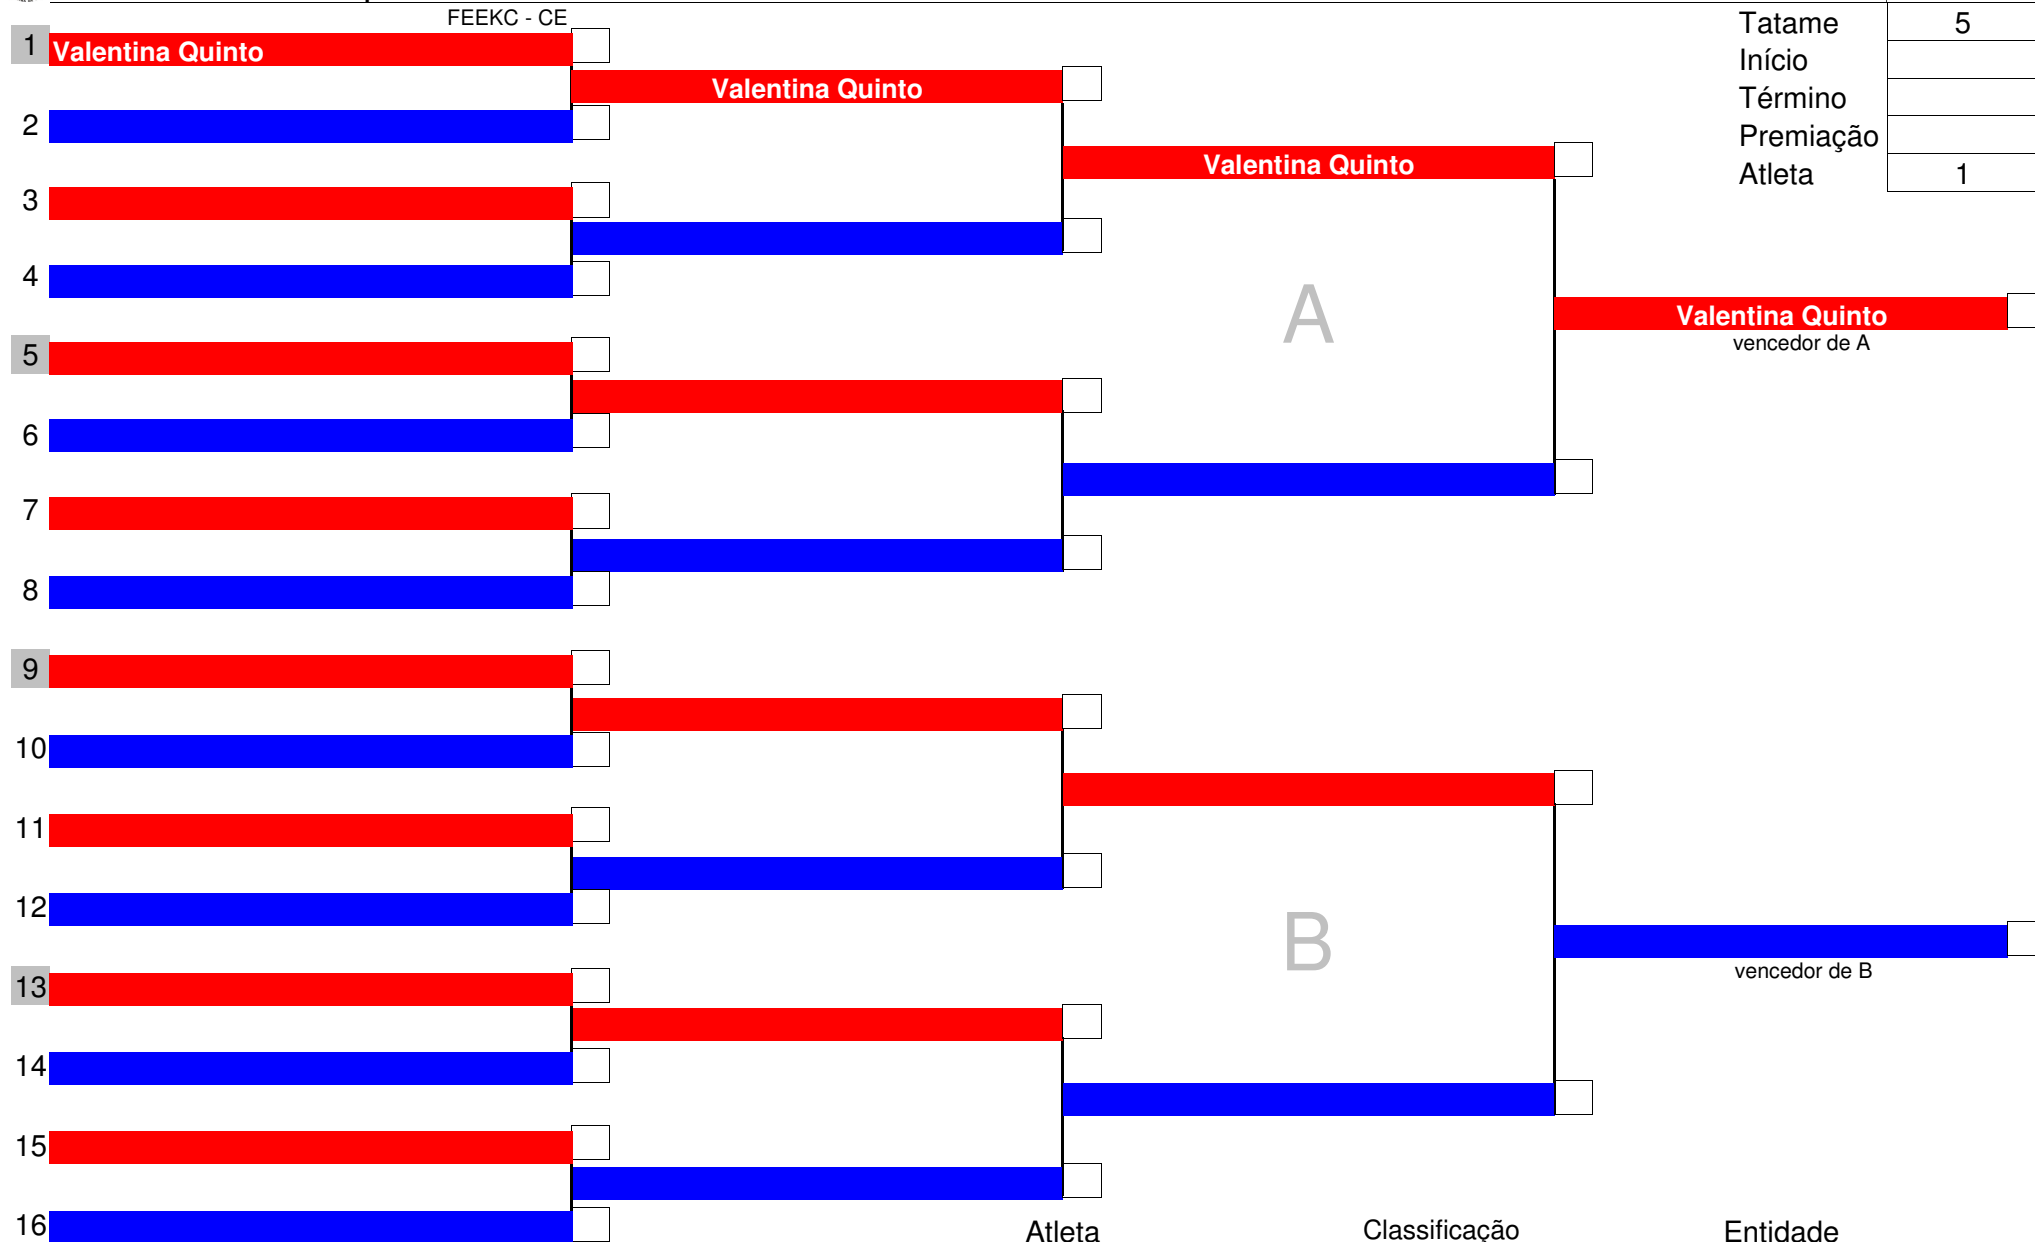 FEEKC - CE
Tatame 5
1 Valentina Quinto
Início
Valentina Quinto
Término
2
Premiação
Valentina Quinto
Atleta 1
3
4
A
Valentina Quinto
vencedor de A
5
6
7
8
9
10
11
12
B
vencedor de B
13
14
15
16
Atleta Classificação Entidade